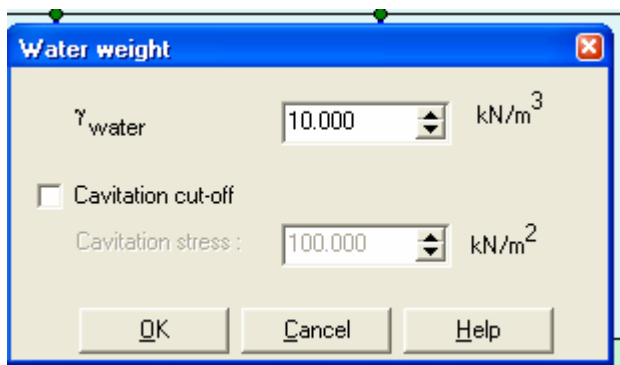 Water weight
γwater 10.000 kN/m³
Cavitation cut-off
Cavitation stress : 100.000 kN/m²
OK Cancel Help